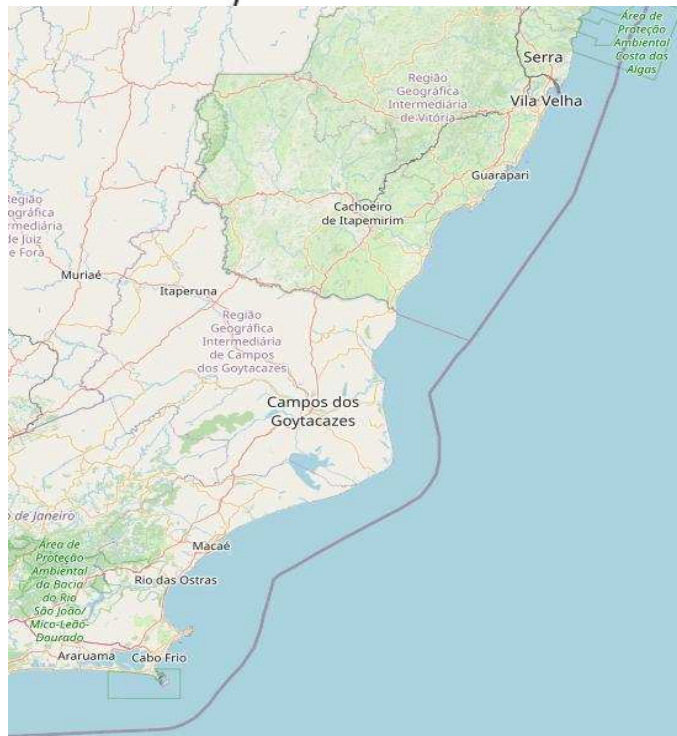 Área de
Proteção
Ambiental
Costa das
Algas
Serra
Região
Geográfica
Intermediária
de Vitória
Vila Velha
Guarapari
Cachoeiro
de Itapemirim
Região
ográfica
rmediária
de Juiz
e Fora
Muriaé
Itaperuna
Região
Geográfica
Intermediária
de Campos
dos Goytacazes
Campos dos
Goytacazes
o de Janeiro
Macaé
Área de
Proteção
Ambiental
da Bacia
do Rio
São João/
Mico-Leão-
Dourado
Rio das Ostras
Araruama
Cabo Frio